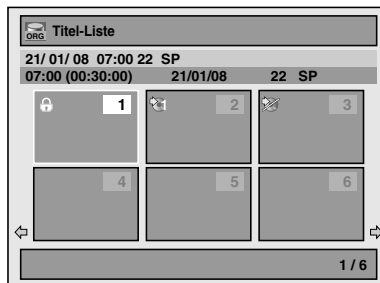 ORG Titel-Liste
21/ 01/ 08 07:00 22 SP
07:00 (00:30:00) 21/01/08 22 SP
1 2 3
4 5 6
1 / 6